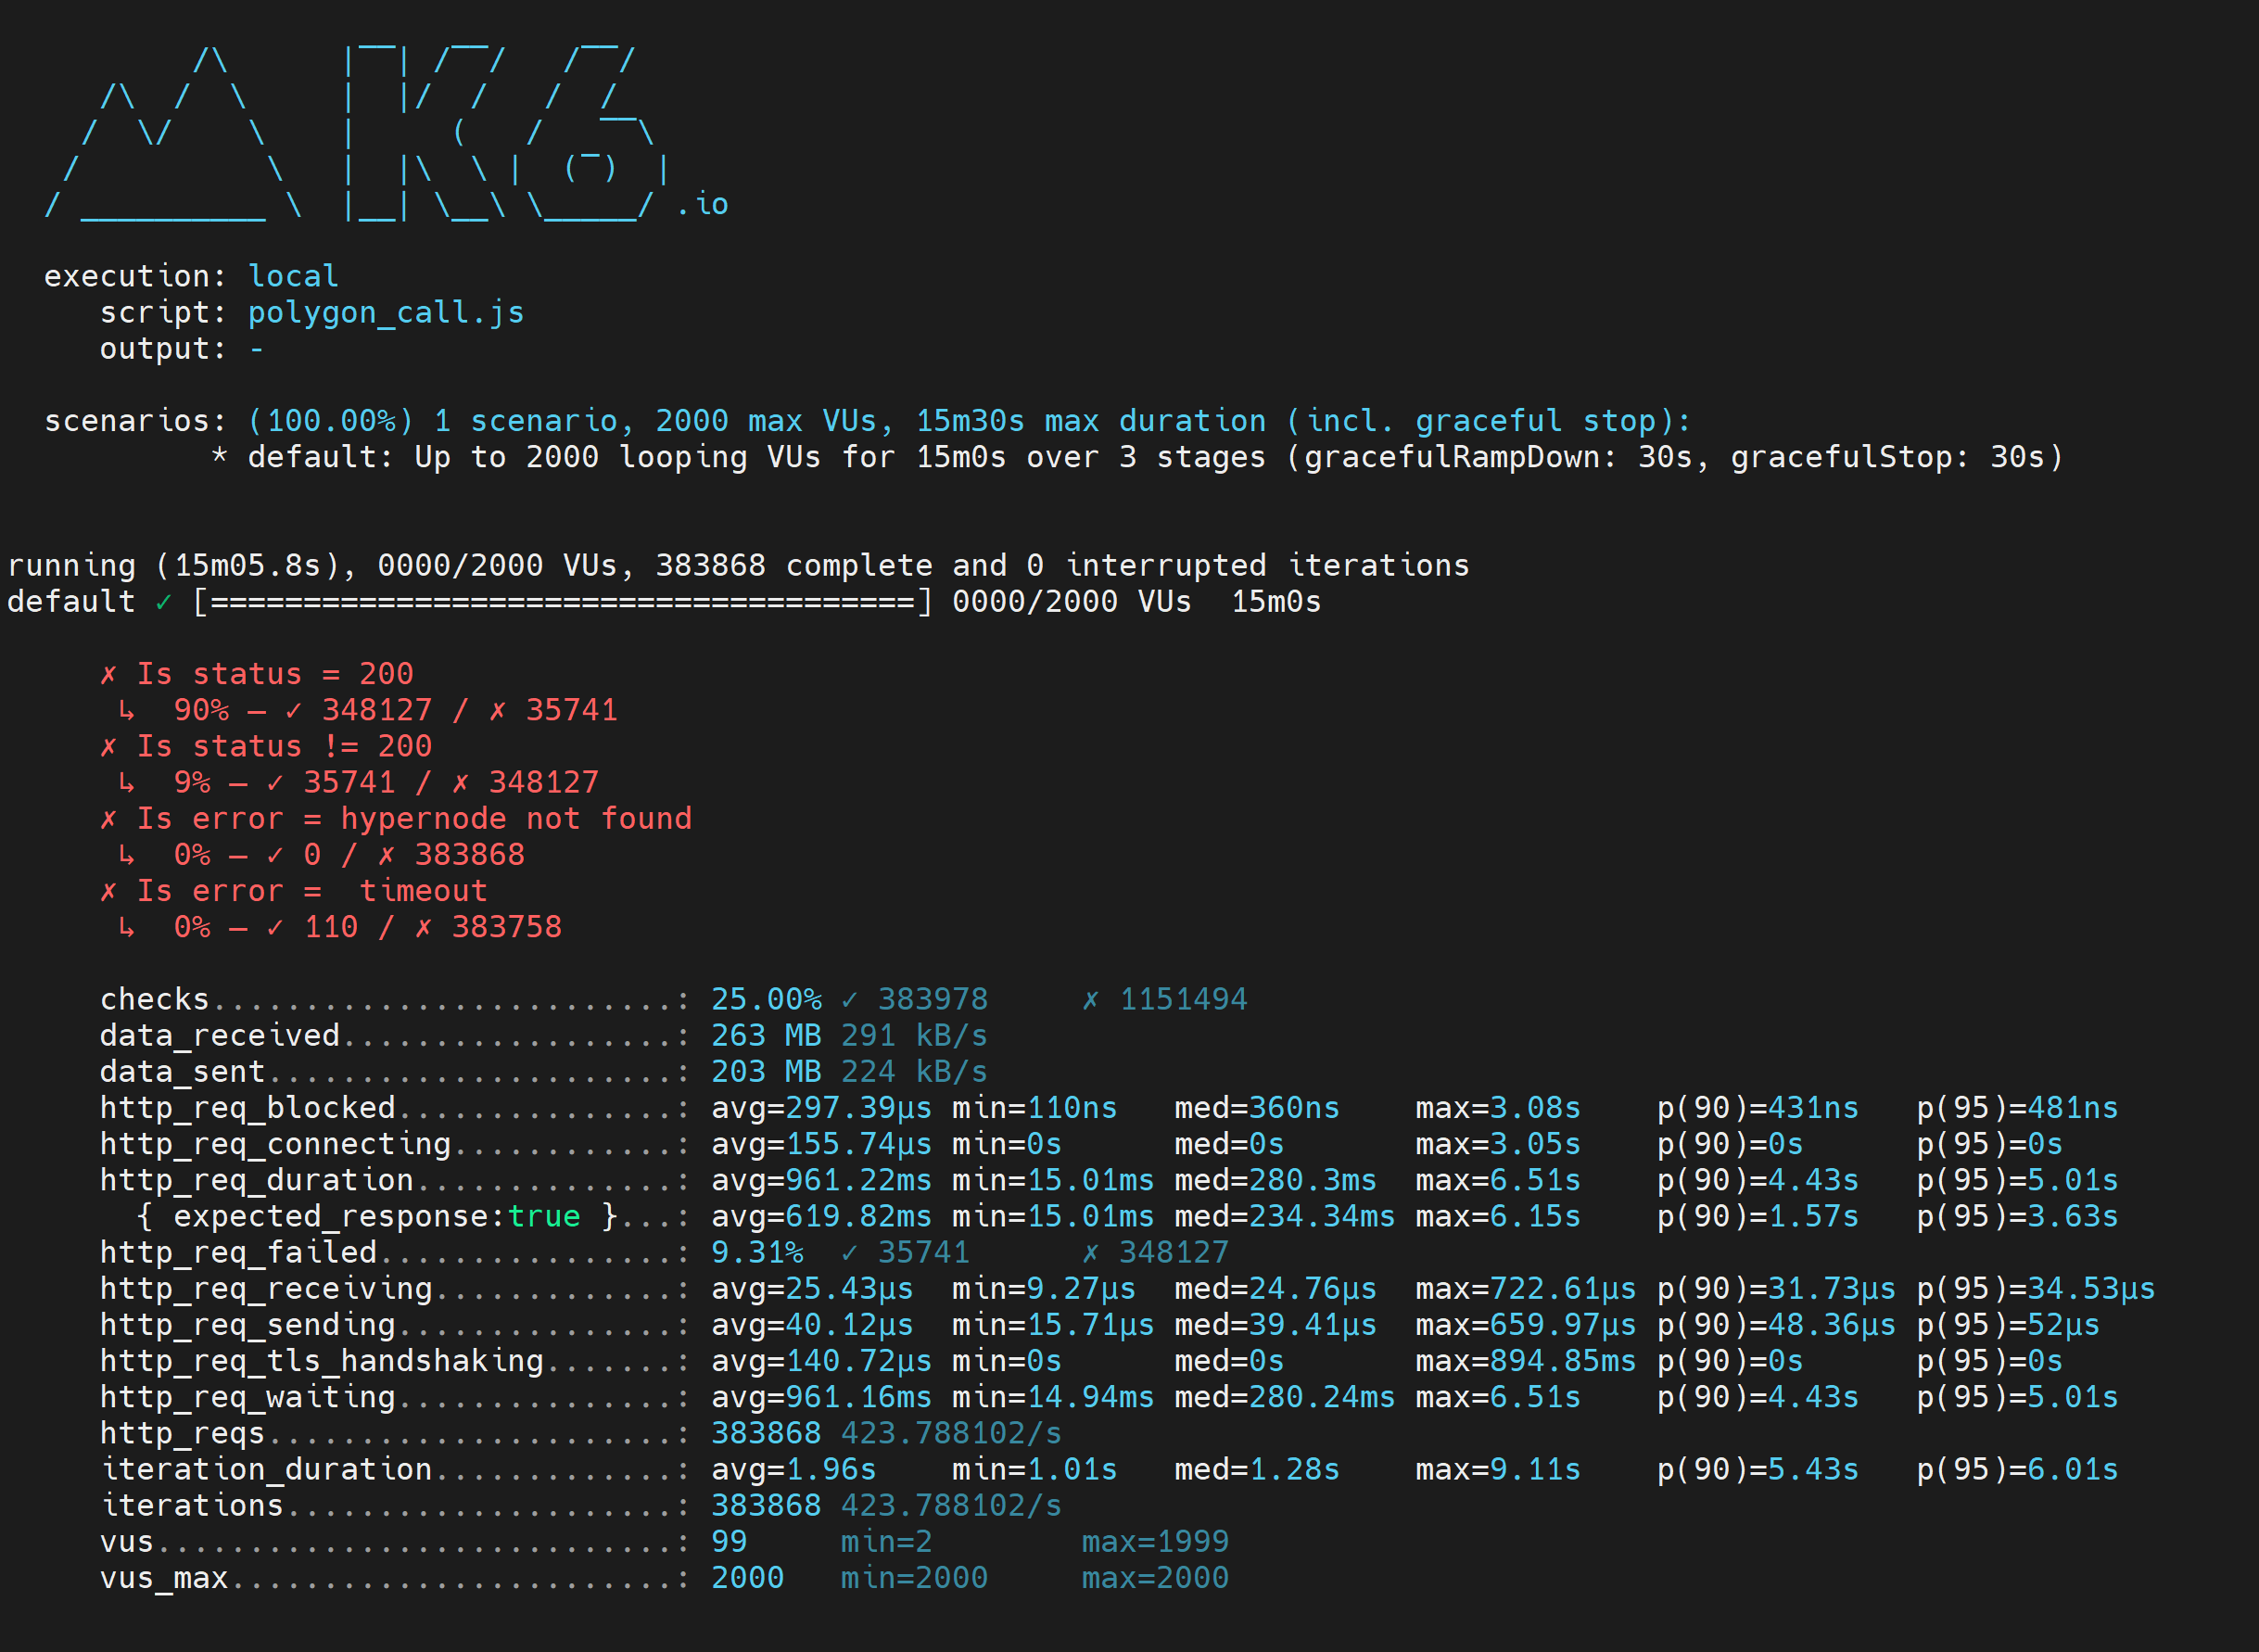 /\      |‾‾| /‾‾/   /‾‾/
     /\  /  \     |  |/  /   /  /
    /  \/    \    |     (   /   ‾‾\
   /          \   |  |\  \ |  (‾)  |
  / __________ \  |__| \__\ \_____/ .io
execution: local
script: polygon_call.js
output: -
scenarios: (100.00%) 1 scenario, 2000 max VUs, 15m30s max duration (incl. graceful stop):
* default: Up to 2000 looping VUs for 15m0s over 3 stages (gracefulRampDown: 30s, gracefulStop: 30s)
running (15m05.8s), 0000/2000 VUs, 383868 complete and 0 interrupted iterations
default ✓ [======================================] 0000/2000 VUs  15m0s
✗ Is status = 200
↳  90% — ✓ 348127 / ✗ 35741
✗ Is status != 200
↳  9% — ✓ 35741 / ✗ 348127
✗ Is error = hypernode not found
↳  0% — ✓ 0 / ✗ 383868
✗ Is error =  timeout
↳  0% — ✓ 110 / ✗ 383758
checks.........................: 25.00% ✓ 383978     ✗ 1151494
data_received..................: 263 MB 291 kB/s
data_sent......................: 203 MB 224 kB/s
http_req_blocked...............: avg=297.39µs min=110ns   med=360ns    max=3.08s    p(90)=431ns   p(95)=481ns
http_req_connecting............: avg=155.74µs min=0s      med=0s       max=3.05s    p(90)=0s      p(95)=0s
http_req_duration..............: avg=961.22ms min=15.01ms med=280.3ms  max=6.51s    p(90)=4.43s   p(95)=5.01s
{ expected_response:true }...: avg=619.82ms min=15.01ms med=234.34ms max=6.15s    p(90)=1.57s   p(95)=3.63s
http_req_failed................: 9.31%  ✓ 35741      ✗ 348127
http_req_receiving.............: avg=25.43µs  min=9.27µs  med=24.76µs  max=722.61µs p(90)=31.73µs p(95)=34.53µs
http_req_sending...............: avg=40.12µs  min=15.71µs med=39.41µs  max=659.97µs p(90)=48.36µs p(95)=52µs
http_req_tls_handshaking.......: avg=140.72µs min=0s      med=0s       max=894.85ms p(90)=0s      p(95)=0s
http_req_waiting...............: avg=961.16ms min=14.94ms med=280.24ms max=6.51s    p(90)=4.43s   p(95)=5.01s
http_reqs......................: 383868 423.788102/s
iteration_duration.............: avg=1.96s    min=1.01s   med=1.28s    max=9.11s    p(90)=5.43s   p(95)=6.01s
iterations.....................: 383868 423.788102/s
vus............................: 99     min=2        max=1999
vus_max........................: 2000   min=2000     max=2000